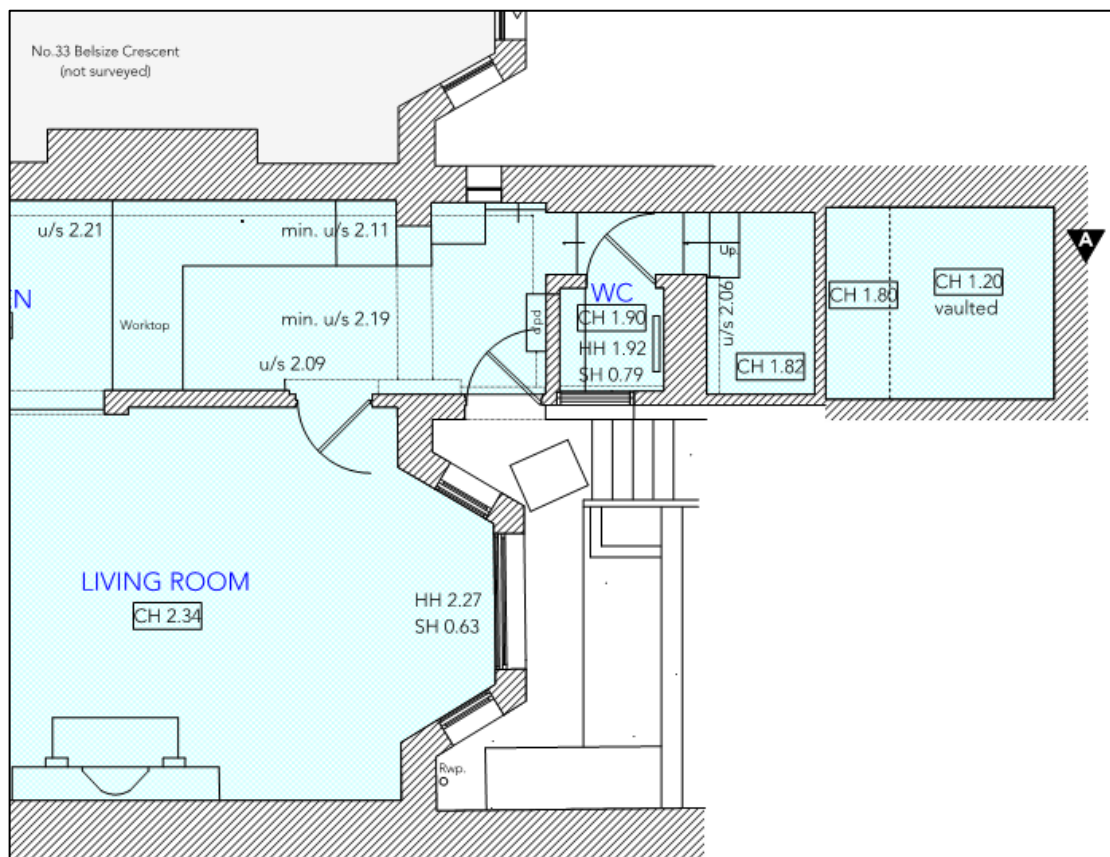 No.33 Belsize Crescent
(not surveyed)
u/s 2.21
min. u/s 2.11
EN
Worktop
min. u/s 2.19
u/s 2.09
cpd
WC
CH 1.90
HH 1.92
SH 0.79
Up.
u/s 2.06
CH 1.82
CH 1.80
CH 1.20
vaulted
A
LIVING ROOM
CH 2.34
HH 2.27
SH 0.63
Rwp.